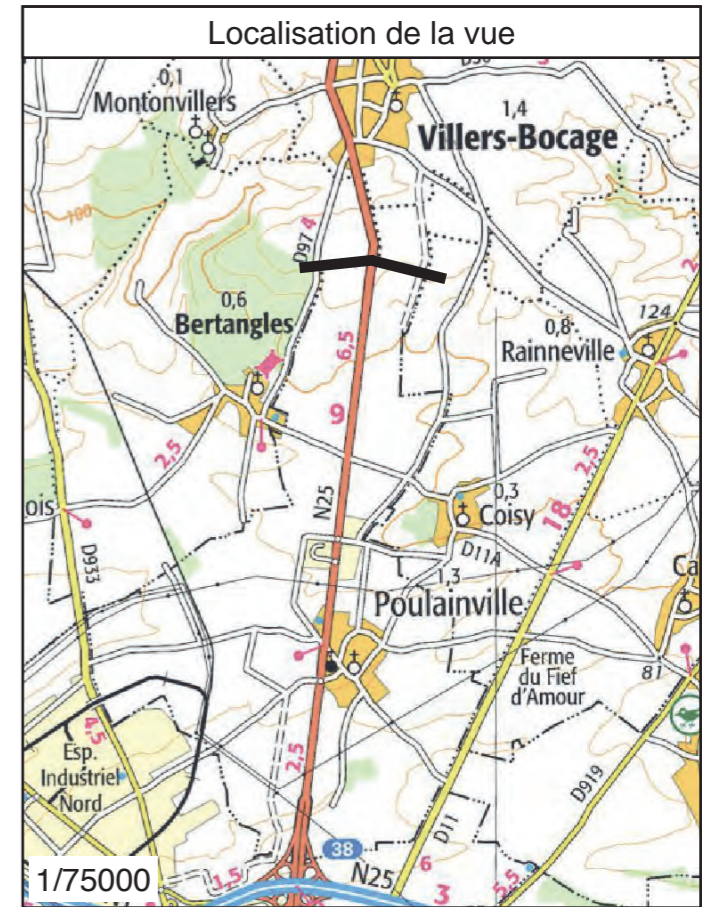 Localisation de la vue
D30
0,1
Montonvillers
1,4
Villers-Bocage
100
D97
4
0,6
Bertangles
6,5
124
0,8
Rainneville
2
9
2,5
2,5
ois
N25
0,3
Coisy
18
D933
D11A
1,3
Poulainville
Ca
Ferme
du Fief
d'Amour
81
4,5
Esp.
Industriel
Nord
2,5
D919
D11
38
N25
6
3
1,5
5,5
1/75000